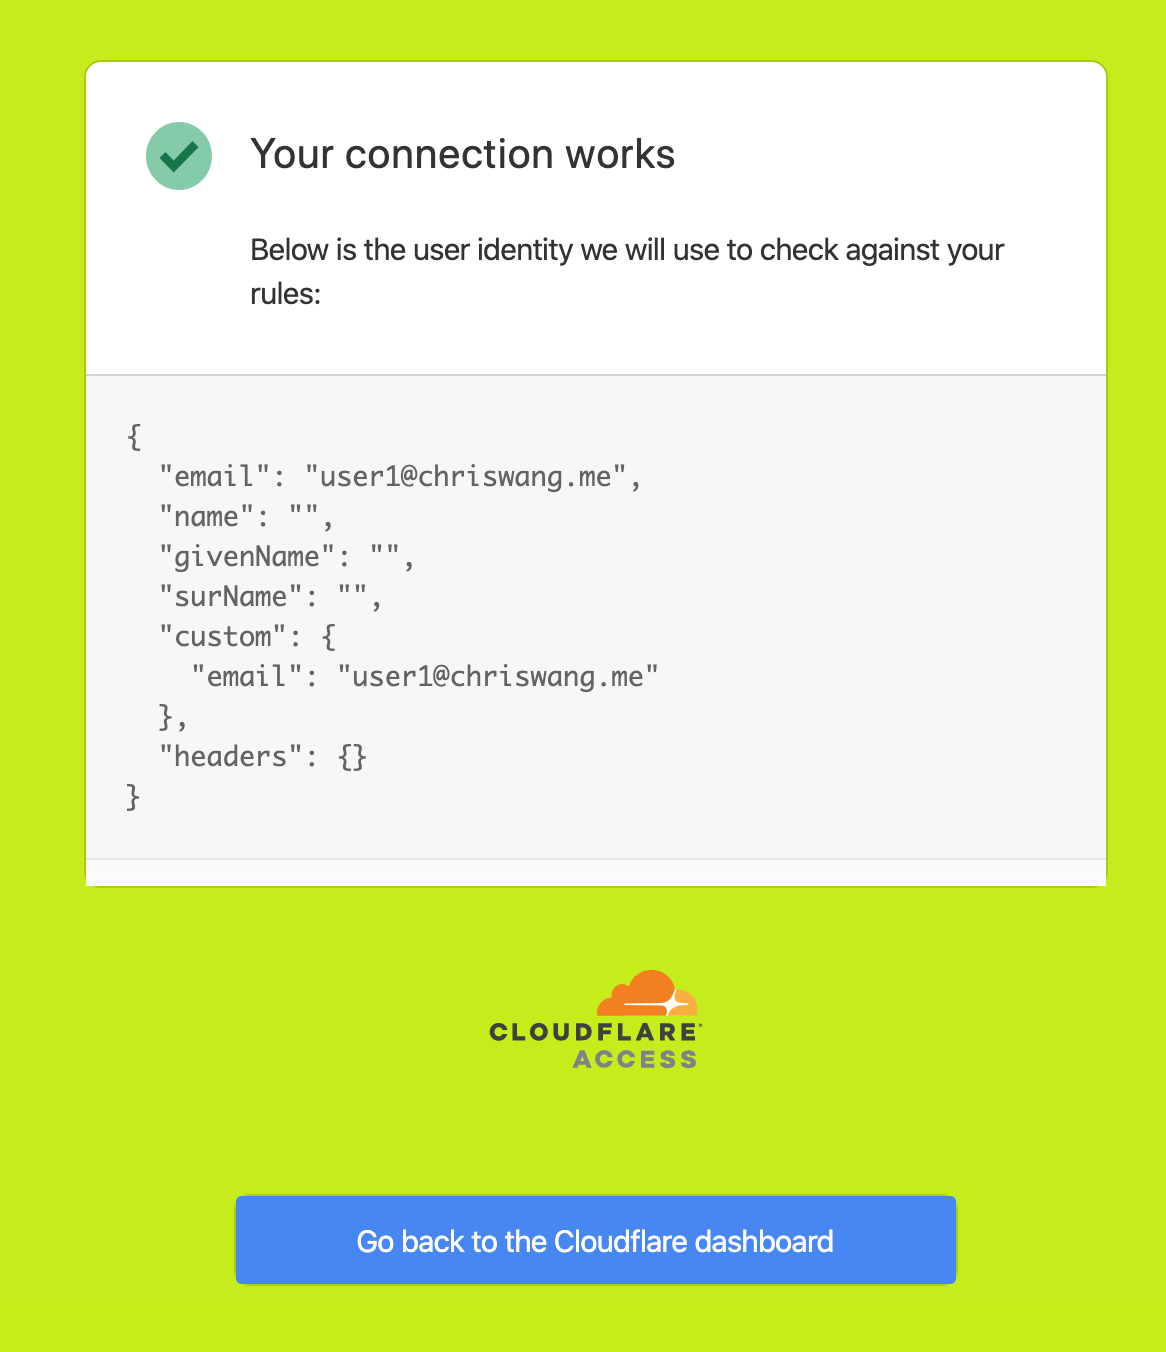 Your connection works
Below is the user identity we will use to check against your
rules:
{
  "email": "user1@chriswang.me",
  "name": "",
  "givenName": "",
  "surName": "",
  "custom": {
    "email": "user1@chriswang.me"
  },
  "headers": {}
}
CLOUDFLARE
ACCESS
Go back to the Cloudflare dashboard